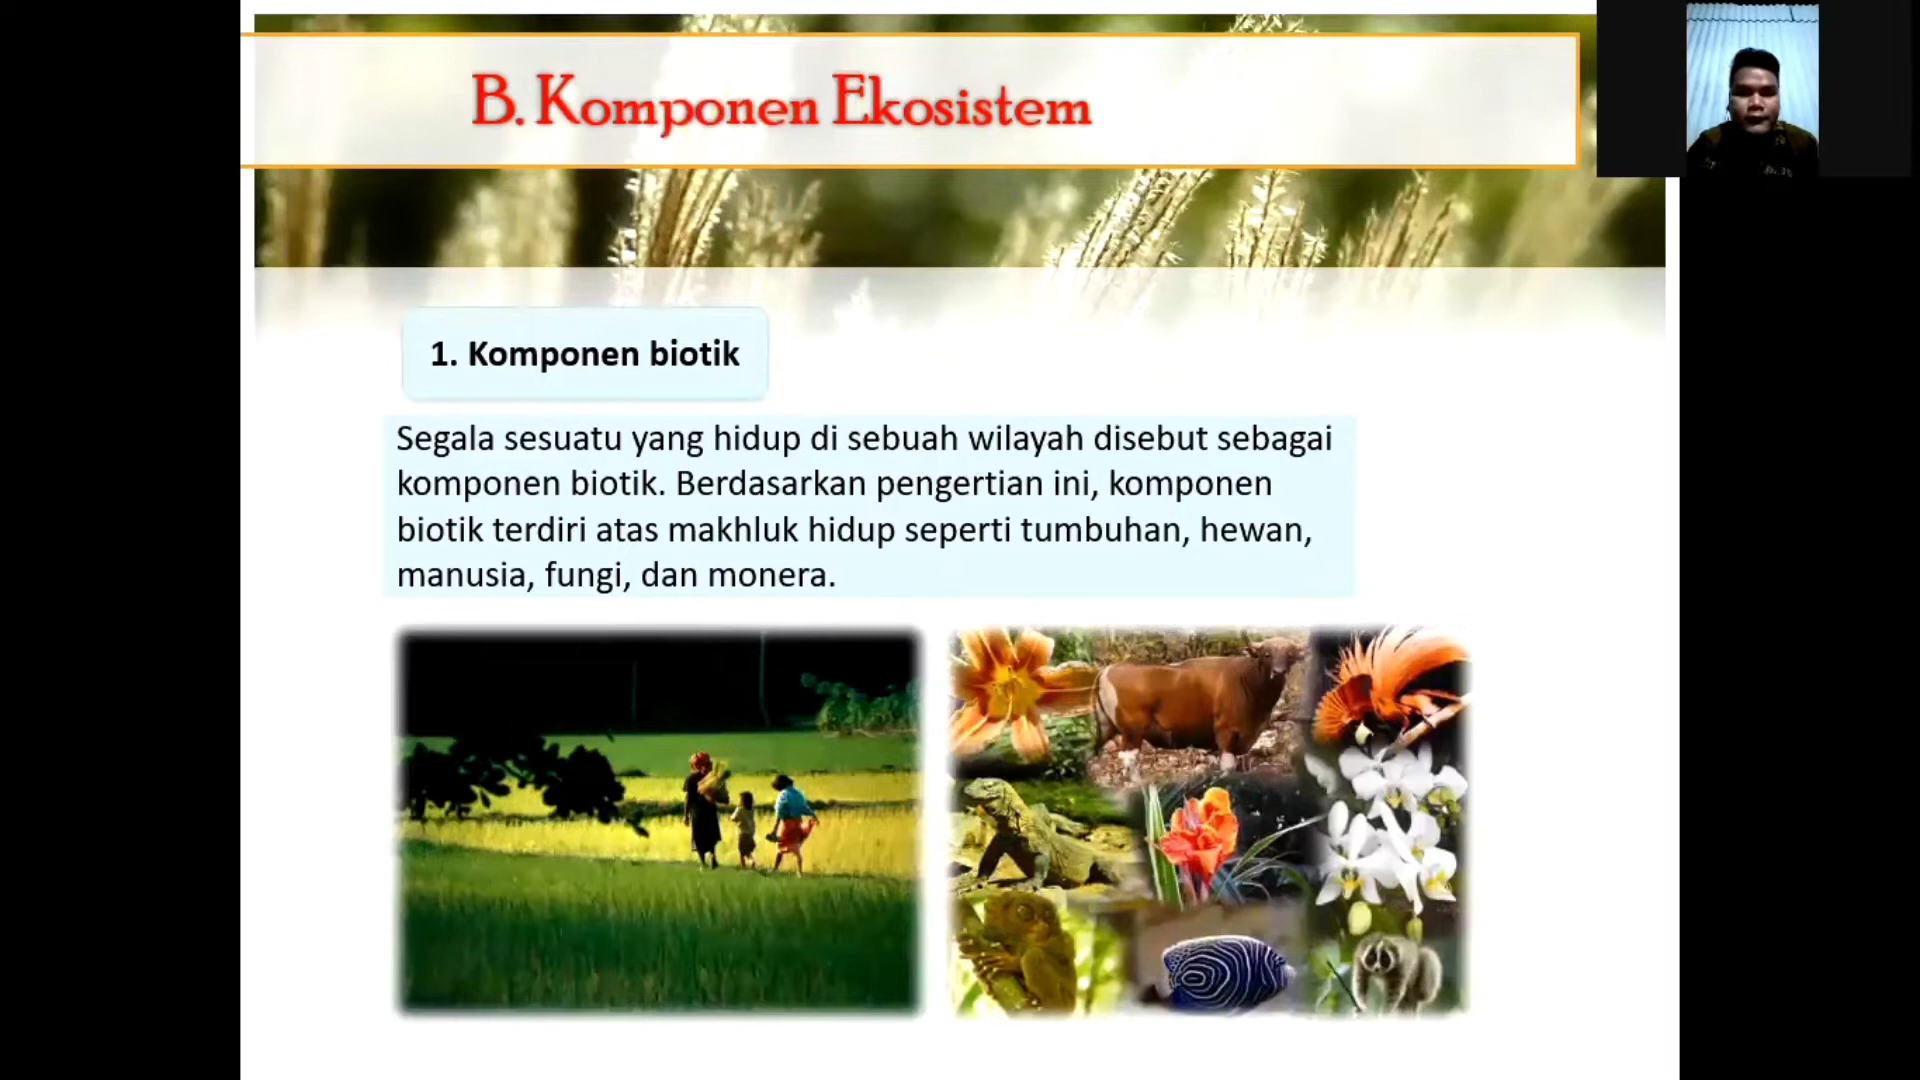 B. Komponen Ekosistem
1. Komponen biotik
Segala sesuatu yang hidup di sebuah wilayah disebut sebagai
komponen biotik. Berdasarkan pengertian ini, komponen
biotik terdiri atas makhluk hidup seperti tumbuhan, hewan,
manusia, fungi, dan monera.